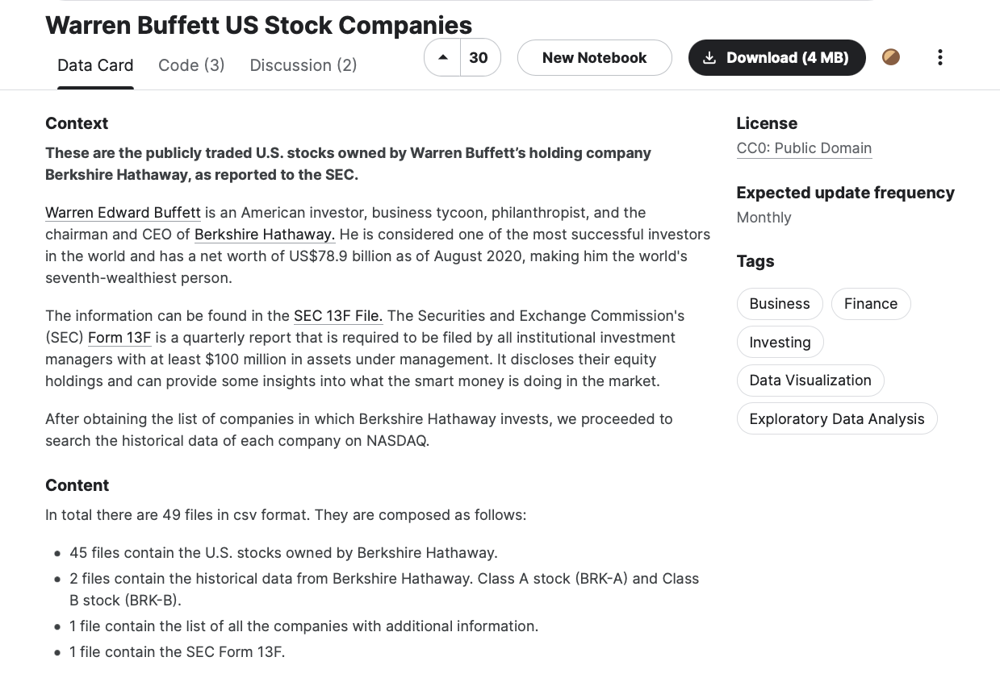 Warren Buffett US Stock Companies
Data Card Code (3) Discussion (2) 30 New Notebook Download (4 MB)
Context
These are the publicly traded U.S. stocks owned by Warren Buffett’s holding company
Berkshire Hathaway, as reported to the SEC.
Warren Edward Buffett is an American investor, business tycoon, philanthropist, and the
chairman and CEO of Berkshire Hathaway. He is considered one of the most successful investors
in the world and has a net worth of US$78.9 billion as of August 2020, making him the world's
seventh-wealthiest person.
The information can be found in the SEC 13F File. The Securities and Exchange Commission's
(SEC) Form 13F is a quarterly report that is required to be filed by all institutional investment
managers with at least $100 million in assets under management. It discloses their equity
holdings and can provide some insights into what the smart money is doing in the market.
After obtaining the list of companies in which Berkshire Hathaway invests, we proceeded to
search the historical data of each company on NASDAQ.
Content
In total there are 49 files in csv format. They are composed as follows:
• 45 files contain the U.S. stocks owned by Berkshire Hathaway.
• 2 files contain the historical data from Berkshire Hathaway. Class A stock (BRK-A) and Class
B stock (BRK-B).
• 1 file contain the list of all the companies with additional information.
• 1 file contain the SEC Form 13F.
License
CC0: Public Domain
Expected update frequency
Monthly
Tags
Business Finance
Investing
Data Visualization
Exploratory Data Analysis